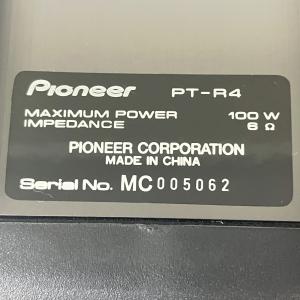 Pioneer PT-R4
MAXIMUM POWER 100 W
IMPEDANCE 6 Ω
PIONEER CORPORATION
MADE IN CHINA
Serial No. MC005062